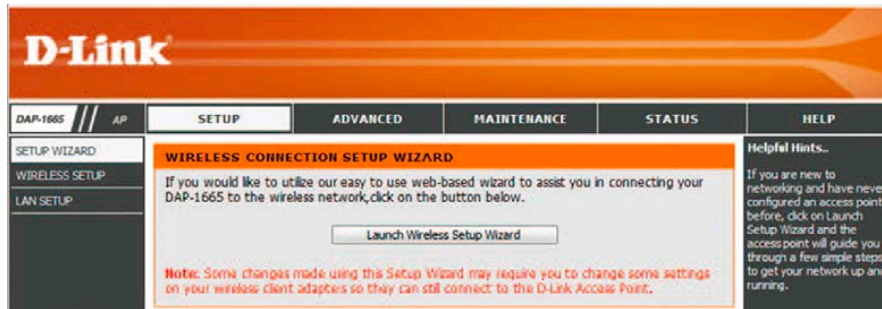 D-Link
DAP-1665 // AP SETUP ADVANCED MAINTENANCE STATUS HELP
SETUP WIZARD
WIRELESS SETUP
LAN SETUP
WIRELESS CONNECTION SETUP WIZARD
If you would like to utilize our easy to use web-based wizard to assist you in connecting your
DAP-1665 to the wireless network,click on the button below.
Launch Wireless Setup Wizard
Note: Some changes made using this Setup Wizard may require you to change some settings
on your wireless client adapters so they can still connect to the D-Link Access Point.
Helpful Hints..
If you are new to
networking and have neve
configured an access point
before, click on Launch
Setup Wizard and the
access point will guide you
through a few simple steps
to get your network up and
running.